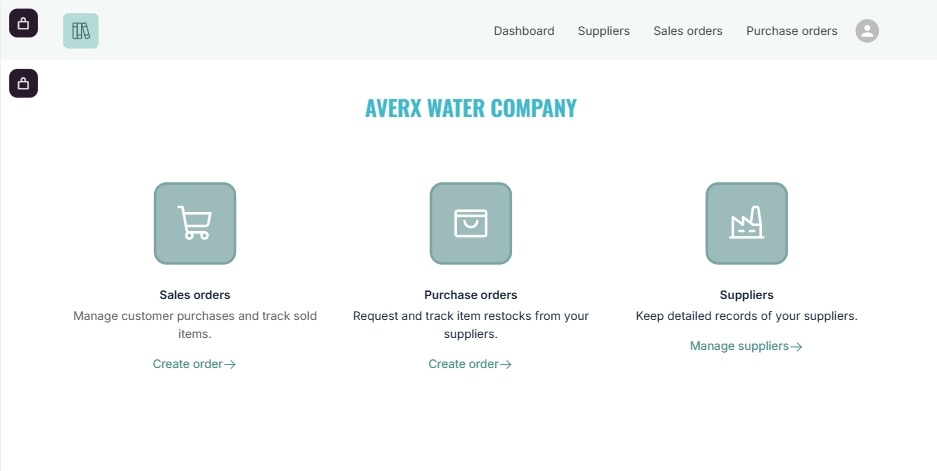 Dashboard Suppliers Sales orders Purchase orders
AVERX WATER COMPANY
Sales orders
Manage customer purchases and track sold
items.
Create order→
Purchase orders
Request and track item restocks from your
suppliers.
Create order→
Suppliers
Keep detailed records of your suppliers.
Manage suppliers→